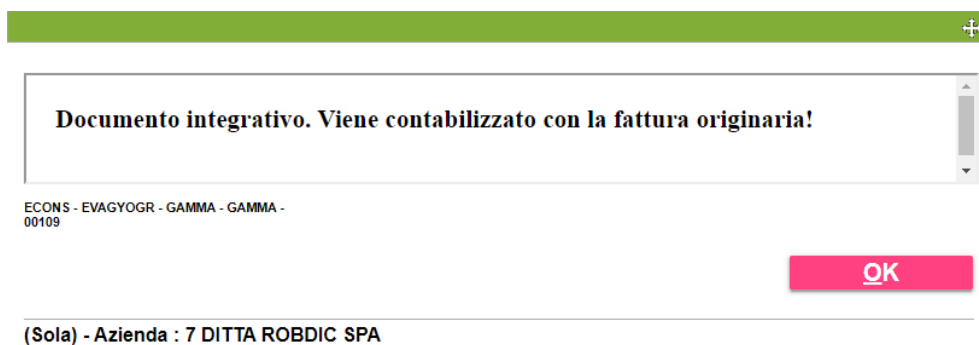 Documento integrativo. Viene contabilizzato con la fattura originaria!
ECONS - EVAGYOGR - GAMMA - GAMMA -
00109
OK
(Sola) - Azienda : 7 DITTA ROBDIC SPA